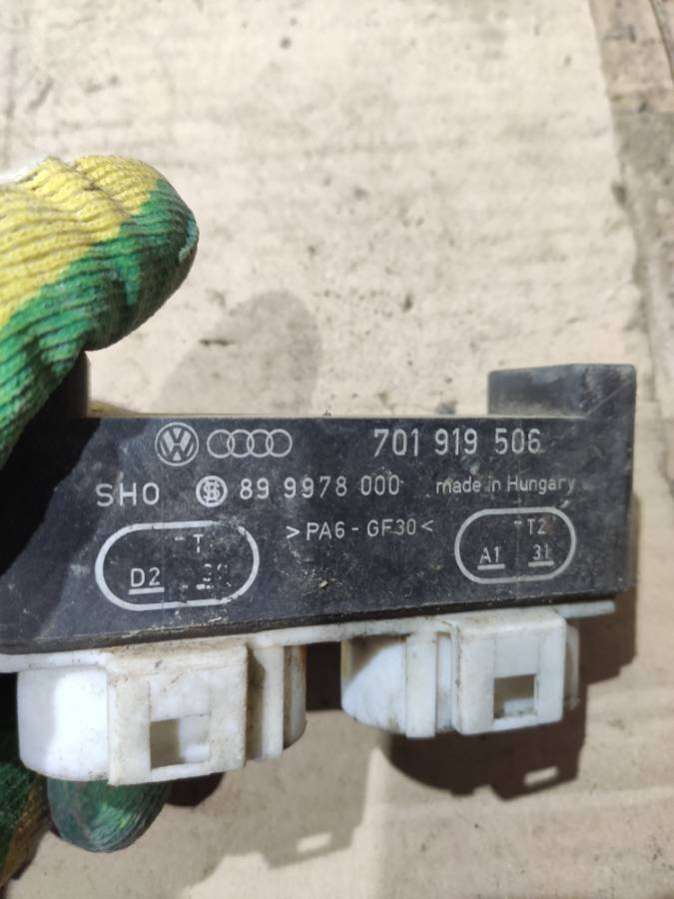 701 919 506
SHO 89 9978 000 made in Hungary
>PA6-GF30<
T
D2
T2
A1 31